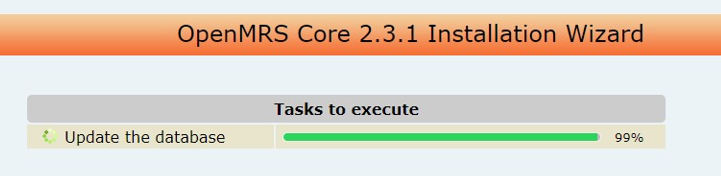 OpenMRS Core 2.3.1 Installation Wizard
Tasks to execute
Update the database 99%